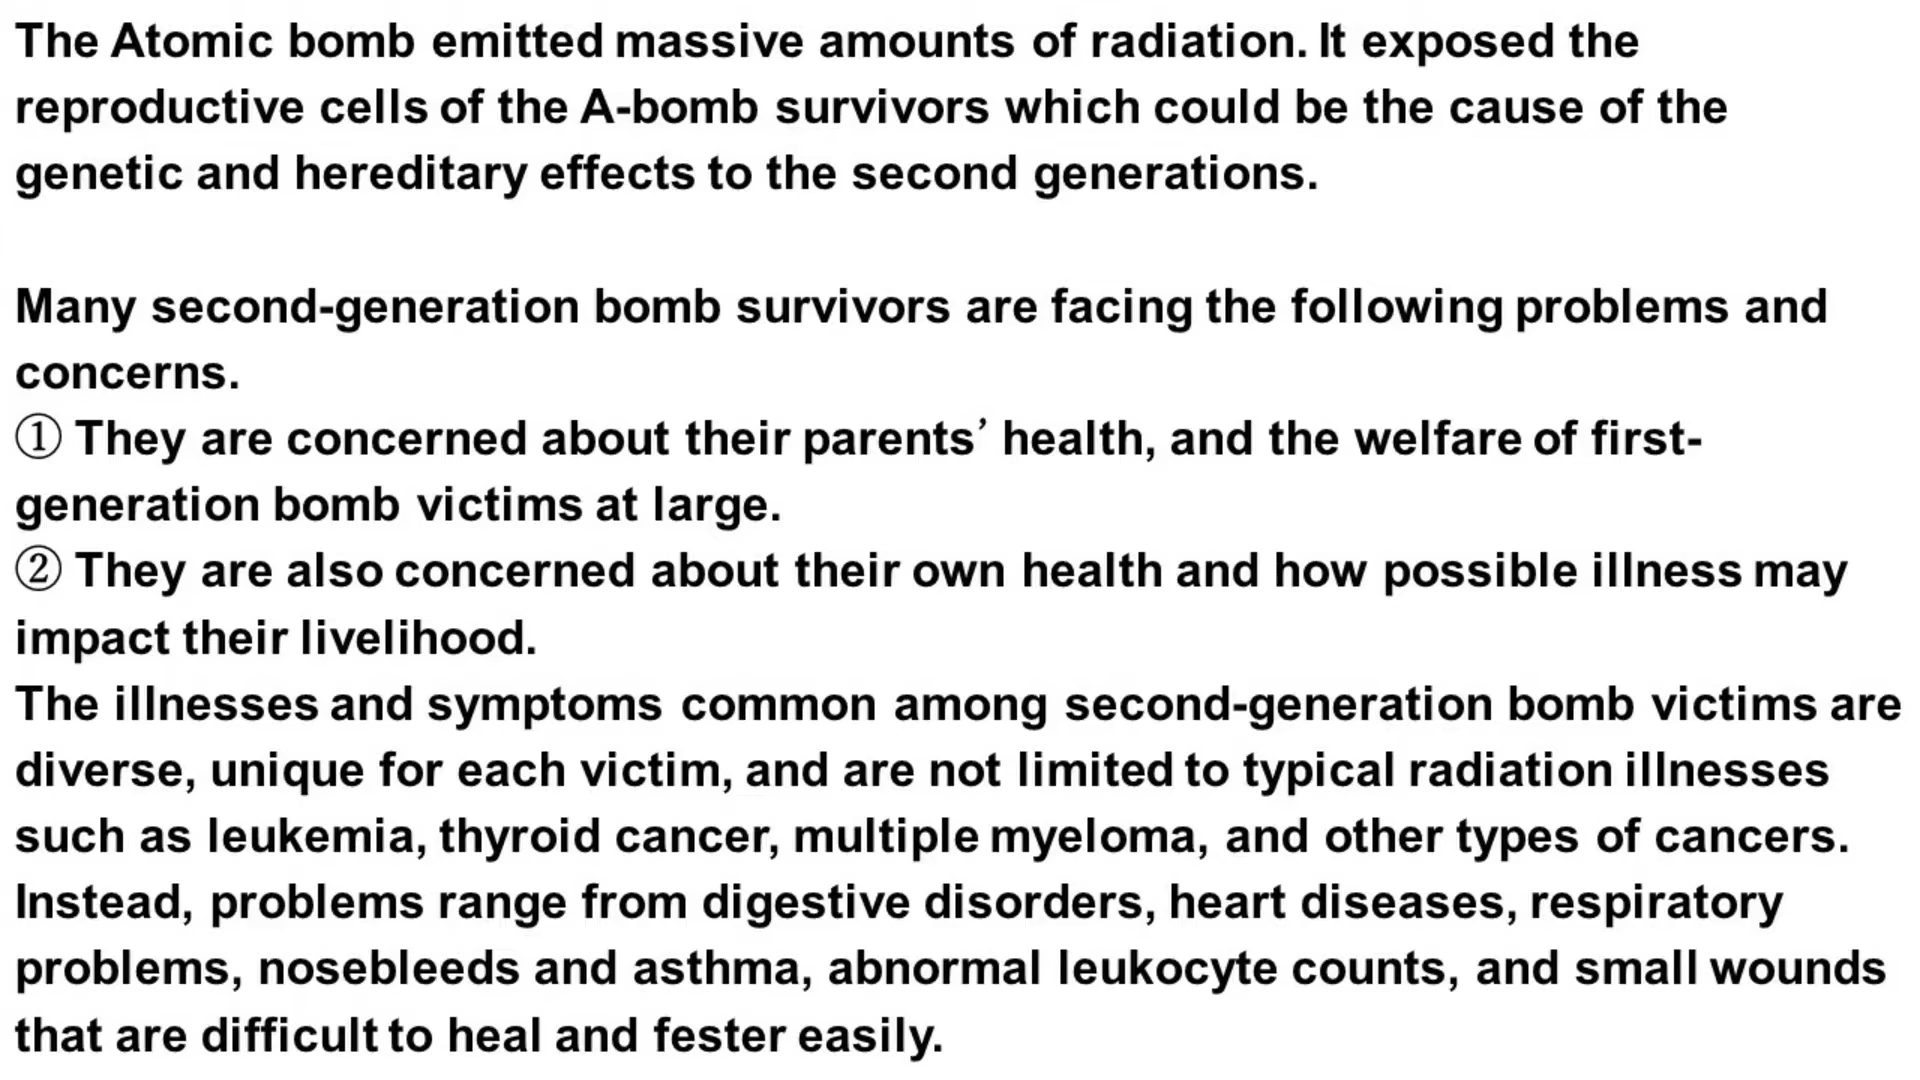 The Atomic bomb emitted massive amounts of radiation. It exposed the
reproductive cells of the A-bomb survivors which could be the cause of the
genetic and hereditary effects to the second generations.
Many second-generation bomb survivors are facing the following problems and
concerns.
① They are concerned about their parents’ health, and the welfare of first-
generation bomb victims at large.
② They are also concerned about their own health and how possible illness may
impact their livelihood.
The illnesses and symptoms common among second-generation bomb victims are
diverse, unique for each victim, and are not limited to typical radiation illnesses
such as leukemia, thyroid cancer, multiple myeloma, and other types of cancers.
Instead, problems range from digestive disorders, heart diseases, respiratory
problems, nosebleeds and asthma, abnormal leukocyte counts, and small wounds
that are difficult to heal and fester easily.